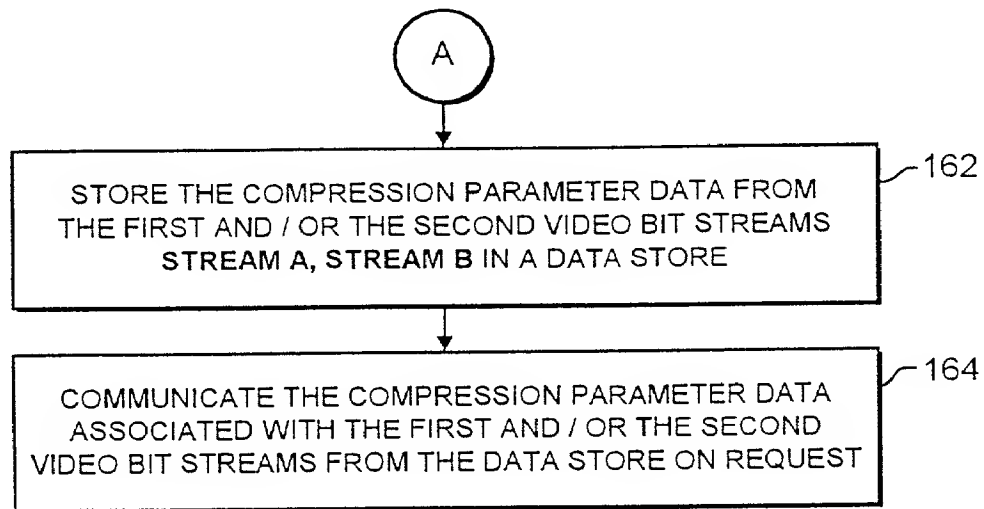 A
STORE THE COMPRESSION PARAMETER DATA FROM
THE FIRST AND / OR THE SECOND VIDEO BIT STREAMS
STREAM A, STREAM B IN A DATA STORE
162
COMMUNICATE THE COMPRESSION PARAMETER DATA
ASSOCIATED WITH THE FIRST AND / OR THE SECOND
VIDEO BIT STREAMS FROM THE DATA STORE ON REQUEST
164